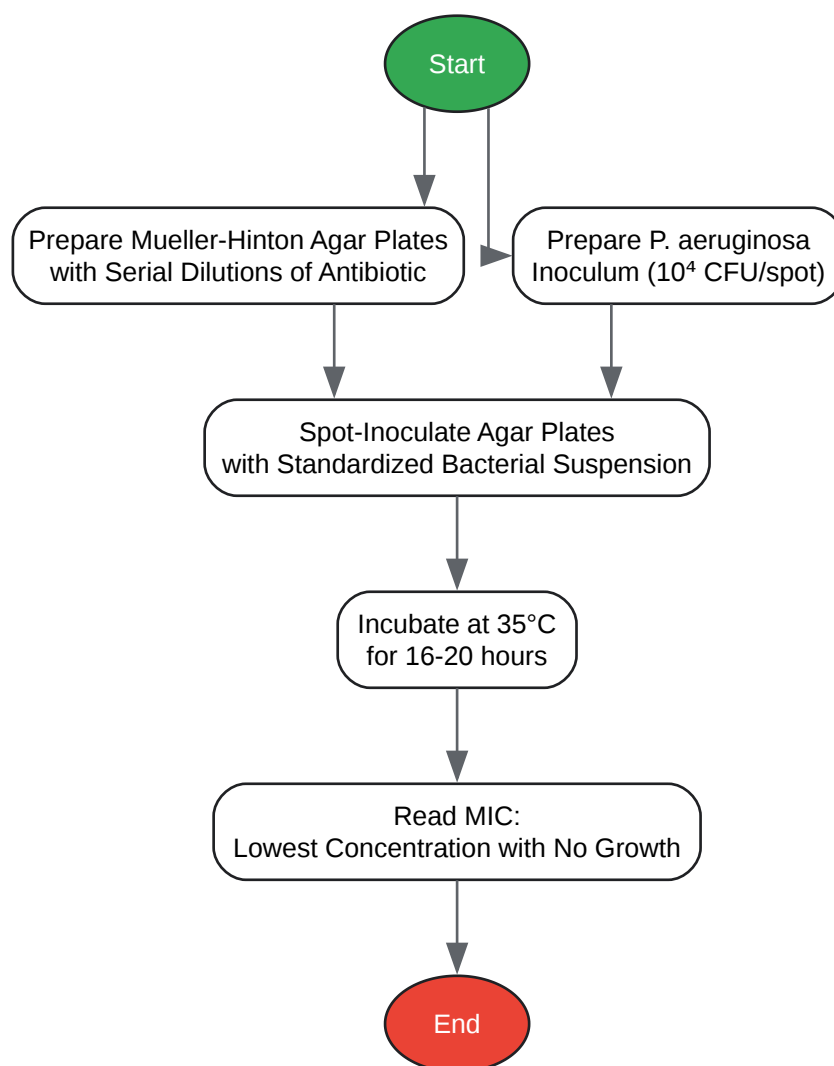 Start
Prepare Mueller-Hinton Agar Plates
with Serial Dilutions of Antibiotic
Prepare P. aeruginosa
Inoculum (10⁴ CFU/spot)
Spot-Inoculate Agar Plates
with Standardized Bacterial Suspension
Incubate at 35°C
for 16-20 hours
Read MIC:
Lowest Concentration with No Growth
End